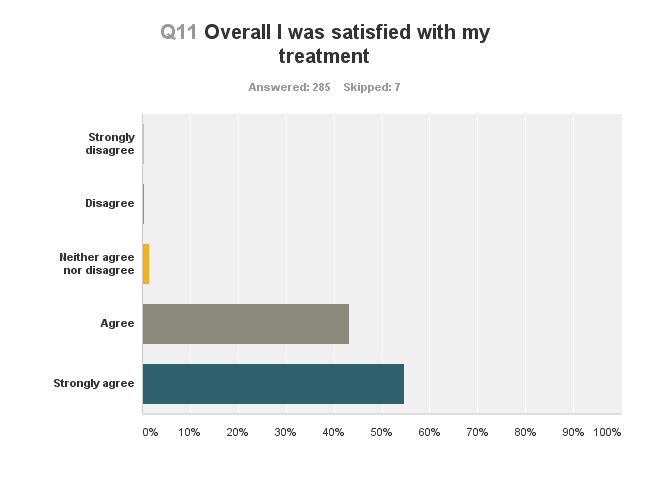 Q11 Overall I was satisfied with my
treatment
Answered: 285 Skipped: 7
Strongly
disagree
Disagree
Neither agree
nor disagree
Agree
Strongly agree
0% 10% 20% 30% 40% 50% 60% 70% 80% 90% 100%